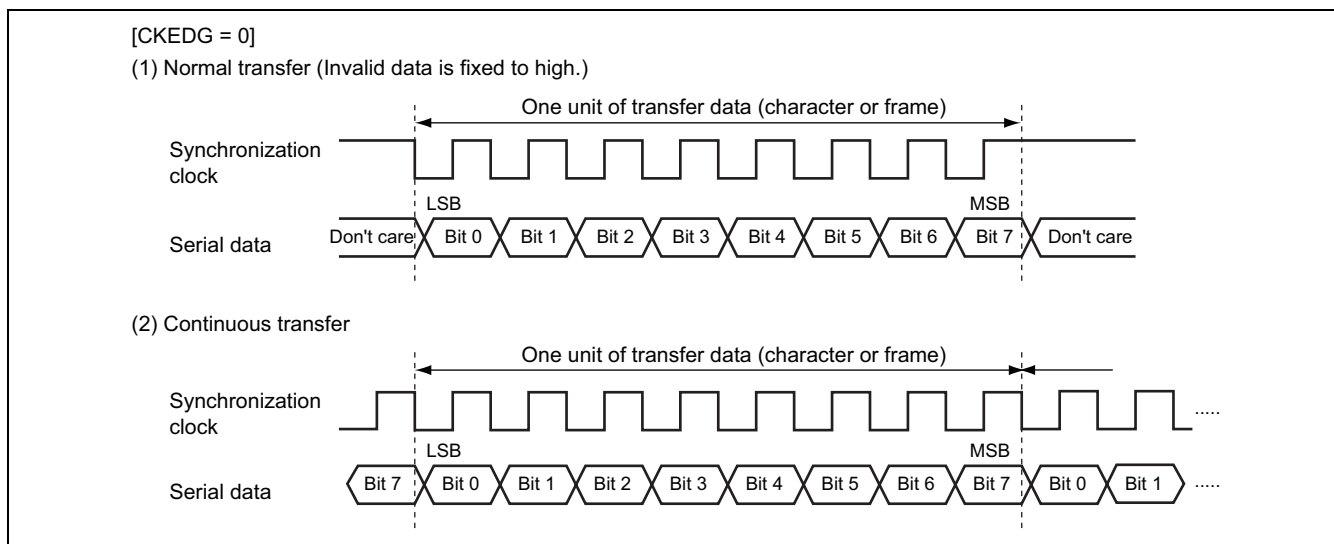 [CKEDG = 0]
(1) Normal transfer (Invalid data is fixed to high.)
One unit of transfer data (character or frame)
Synchronization
clock
LSB MSB
Serial data Don't care Bit 0 Bit 1 Bit 2 Bit 3 Bit 4 Bit 5 Bit 6 Bit 7 Don't care
(2) Continuous transfer
One unit of transfer data (character or frame)
Synchronization
clock .....
LSB MSB
Serial data Bit 7 Bit 0 Bit 1 Bit 2 Bit 3 Bit 4 Bit 5 Bit 6 Bit 7 Bit 0 Bit 1 .....